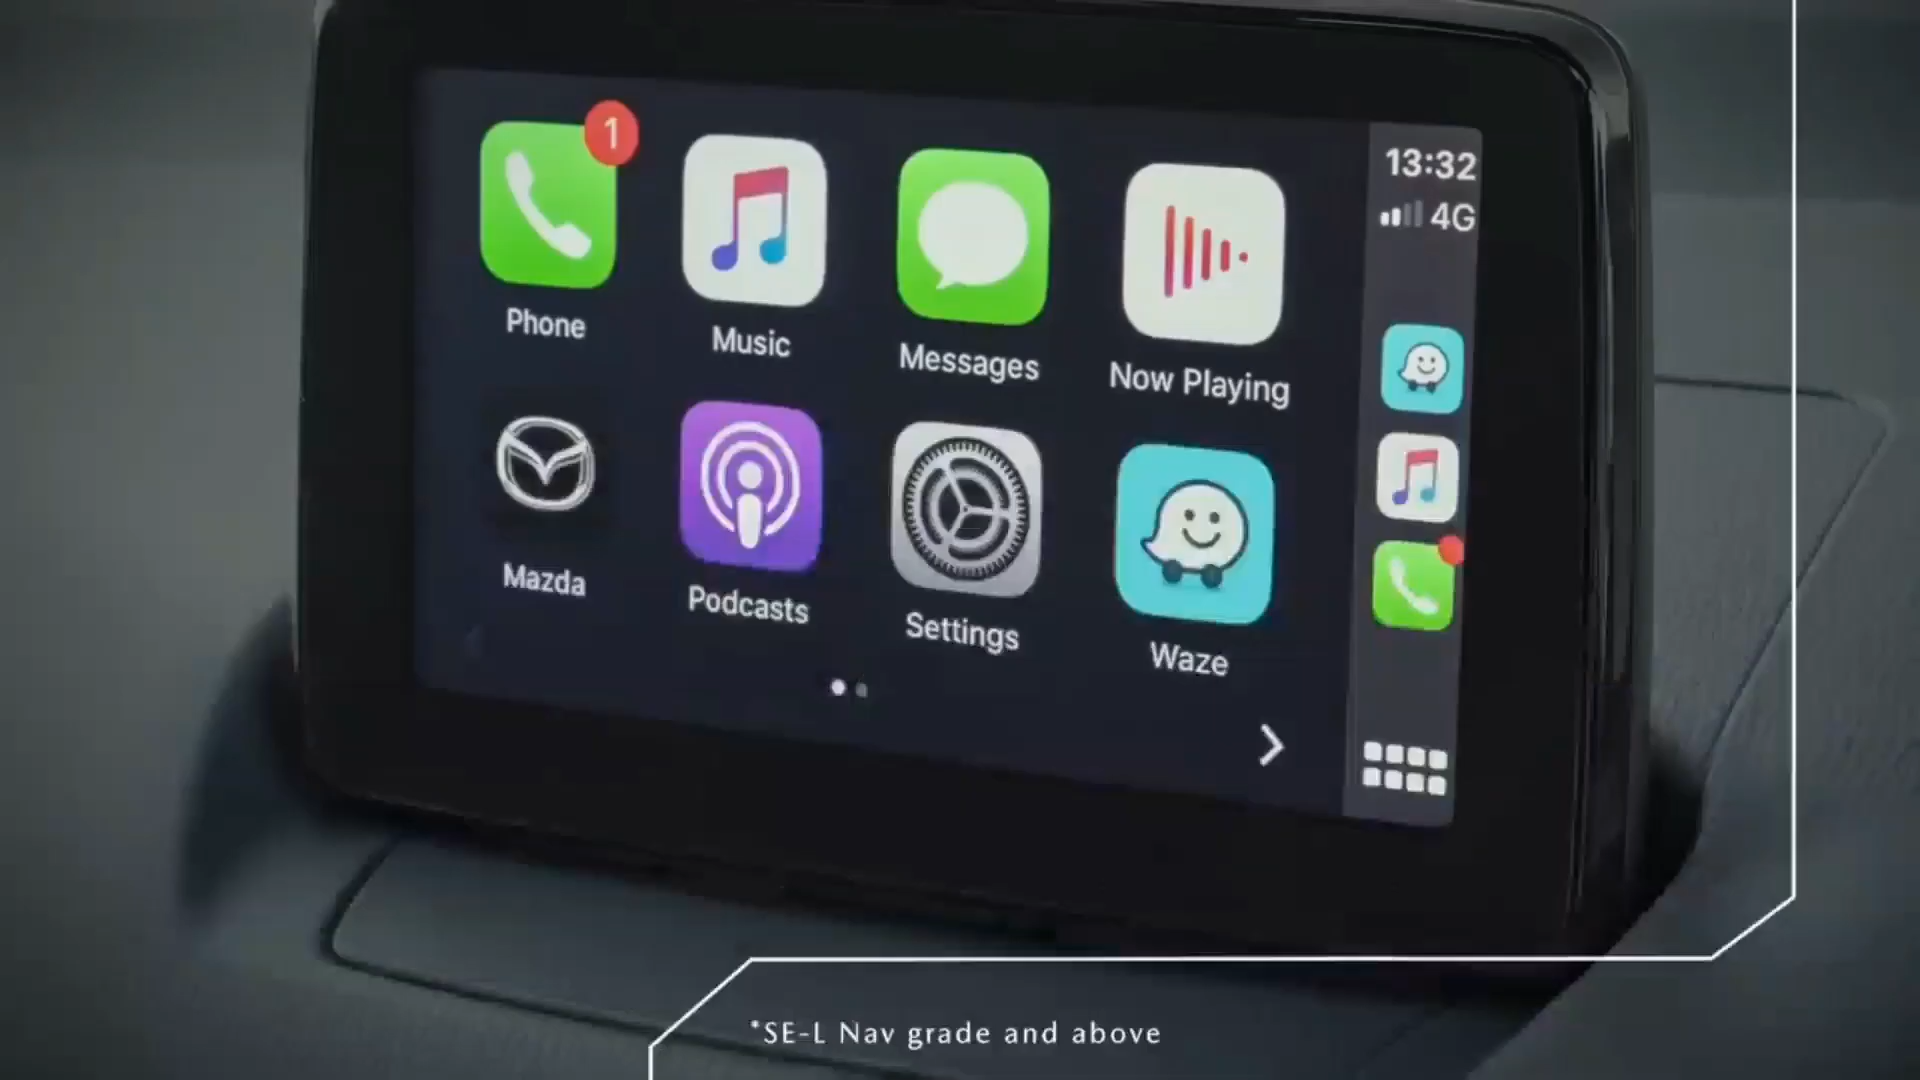 1
13:32
4G
Phone
Music
Messages
Now Playing
Mazda
Podcasts
Settings
Waze
*SE-L Nav grade and above